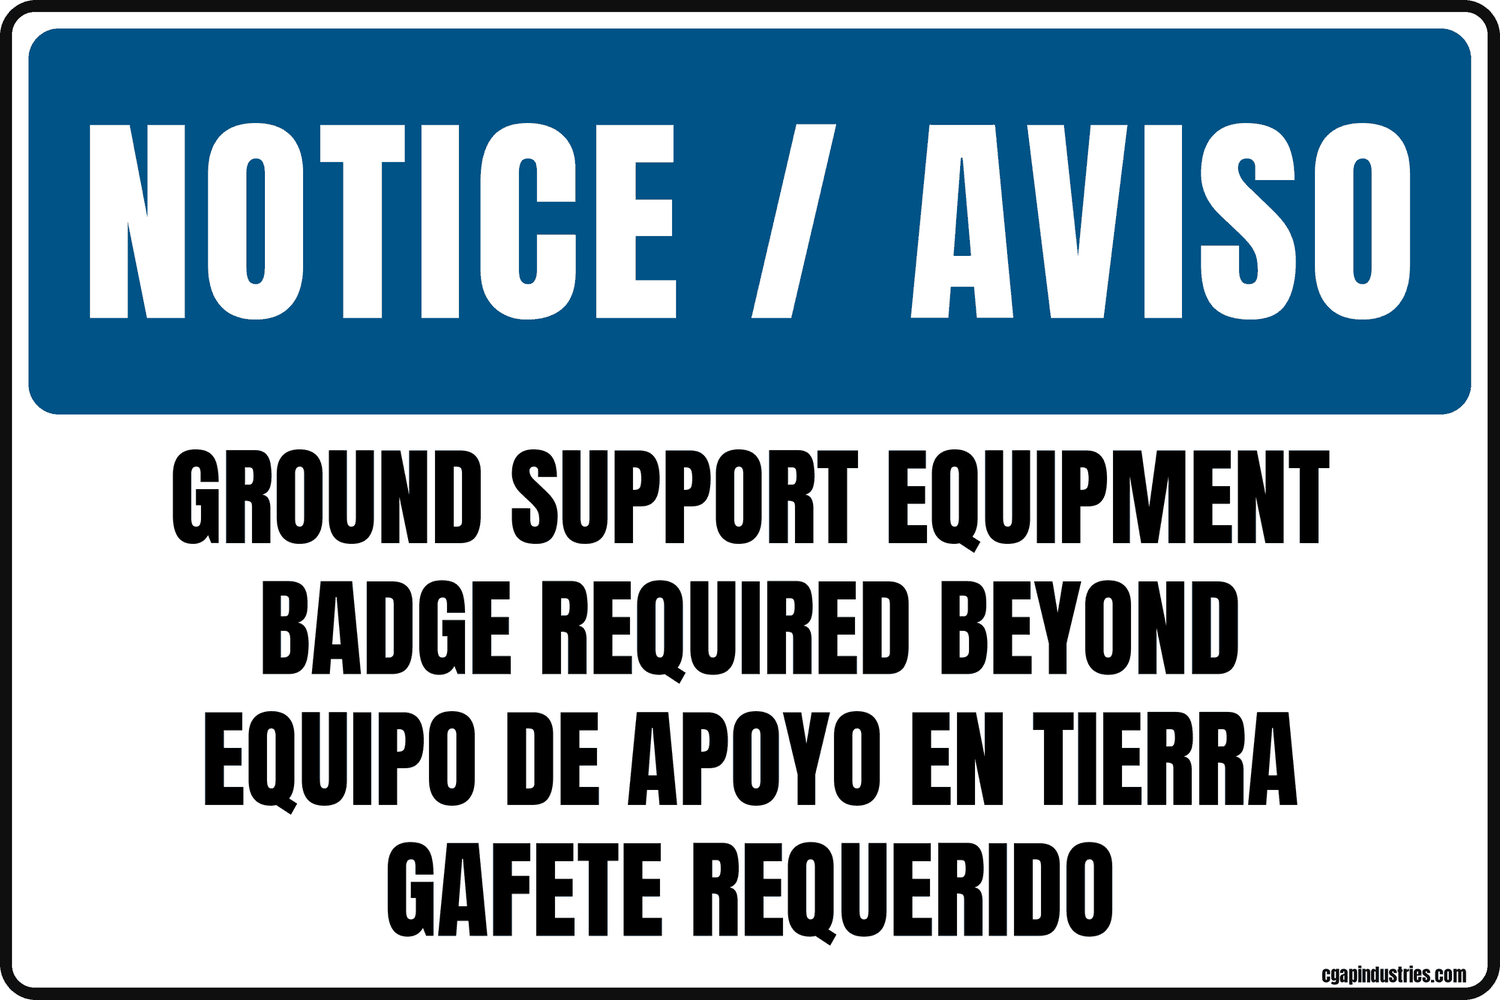 NOTICE / AVISO
GROUND SUPPORT EQUIPMENT
BADGE REQUIRED BEYOND
EQUIPO DE APOYO EN TIERRA
GAFETE REQUERIDO
cgapindustries.com